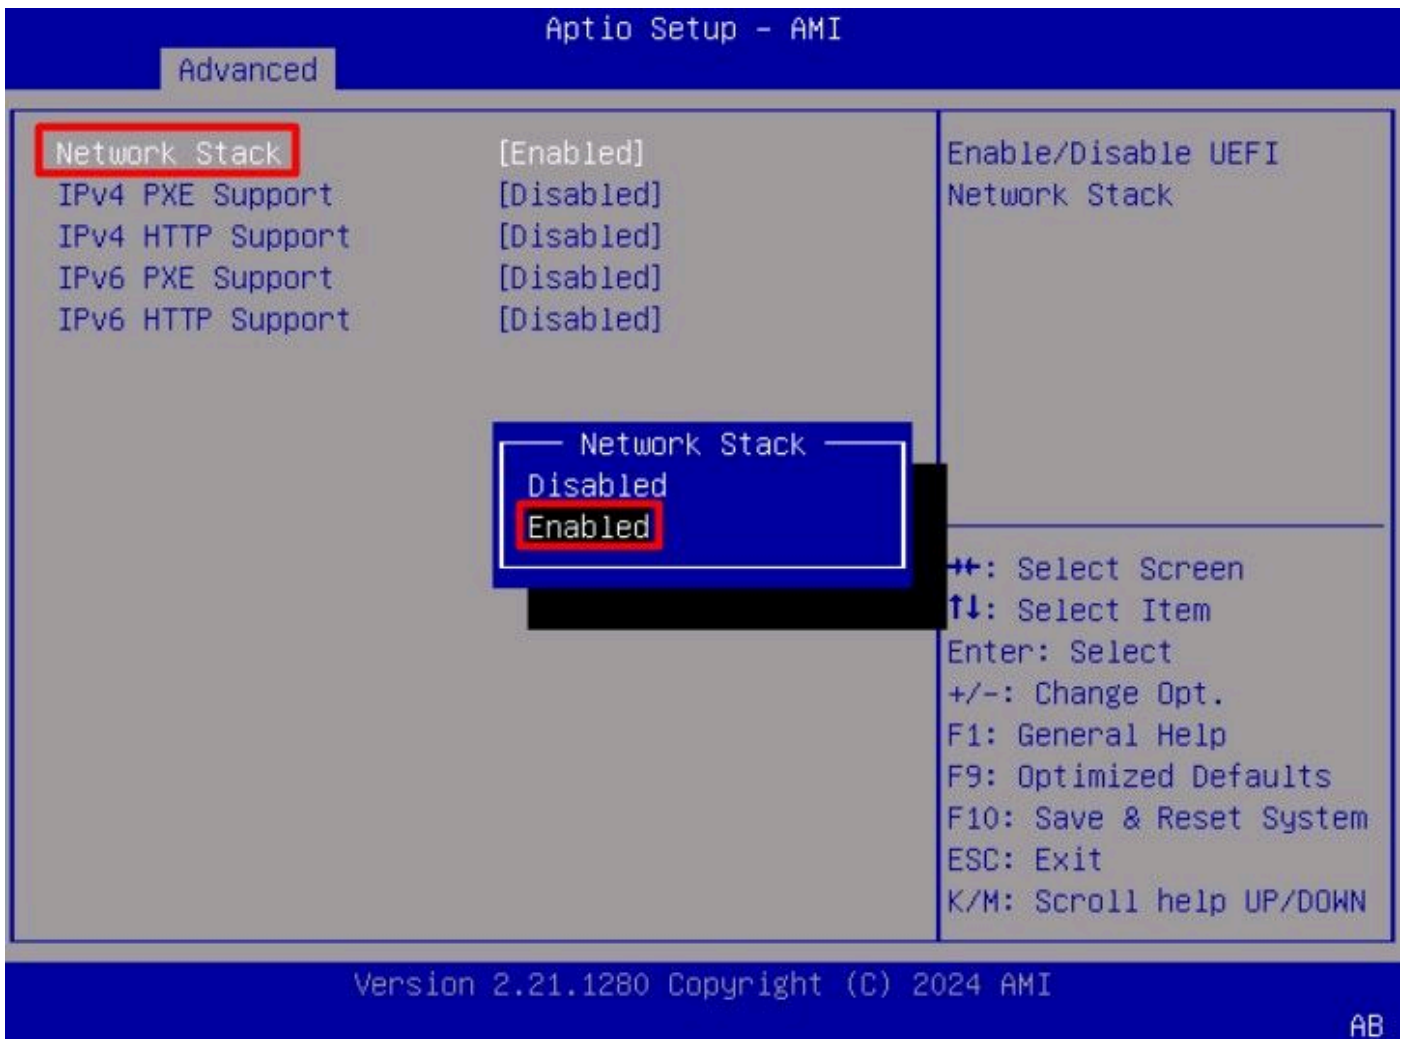 Aptio Setup – AMI
Advanced
Network Stack [Enabled]
IPv4 PXE Support [Disabled]
IPv4 HTTP Support [Disabled]
IPv6 PXE Support [Disabled]
IPv6 HTTP Support [Disabled]
Enable/Disable UEFI
Network Stack
Network Stack
Disabled
Enabled
→←: Select Screen
↑↓: Select Item
Enter: Select
+/-: Change Opt.
F1: General Help
F9: Optimized Defaults
F10: Save & Reset System
ESC: Exit
K/M: Scroll help UP/DOWN
Version 2.21.1280 Copyright (C) 2024 AMI
AB